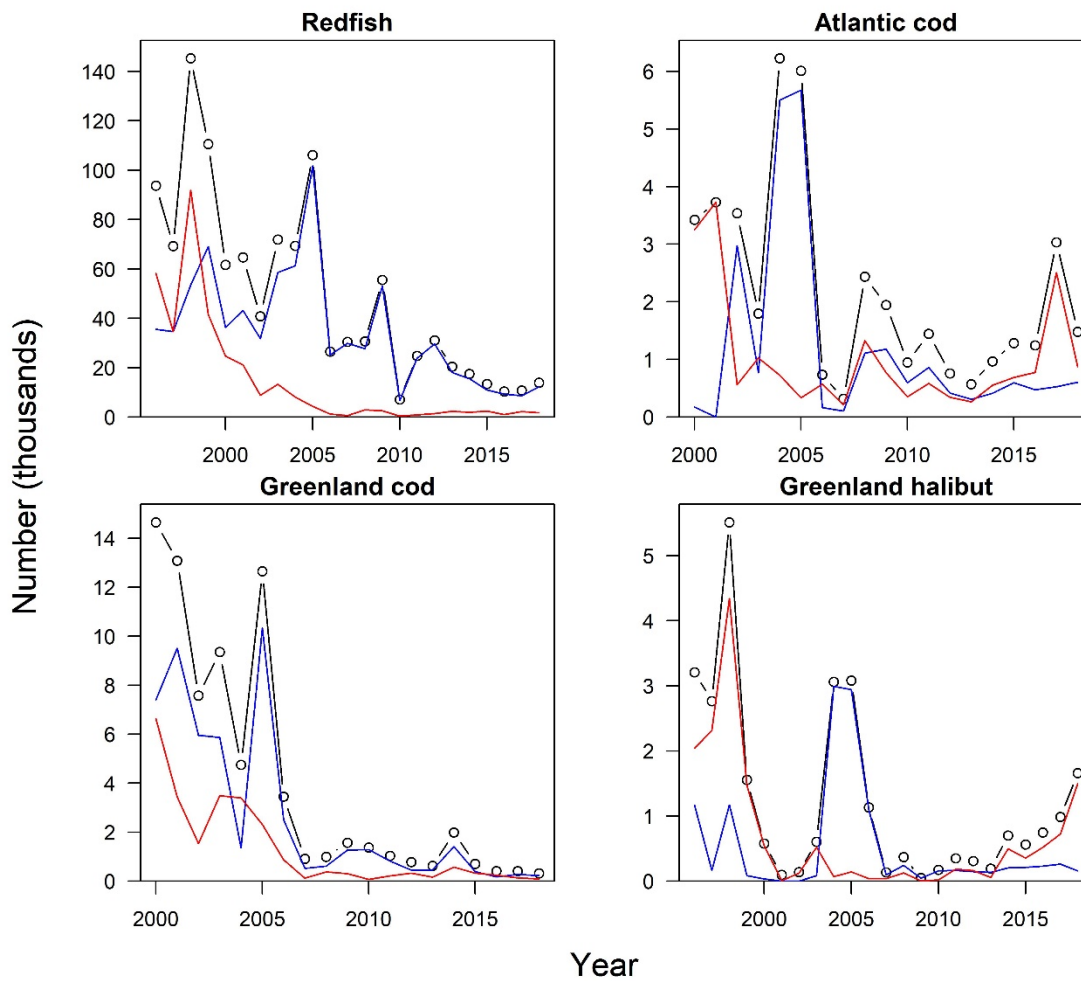 Redfish
140
120
100
80
60
40
20
0
2000 2005 2010 2015
Atlantic cod
6
5
4
3
2
1
0
2000 2005 2010 2015
Greenland cod
14
12
10
8
6
4
2
0
2000 2005 2010 2015
Greenland halibut
5
4
3
2
1
0
2000 2005 2010 2015
Number (thousands)
Year